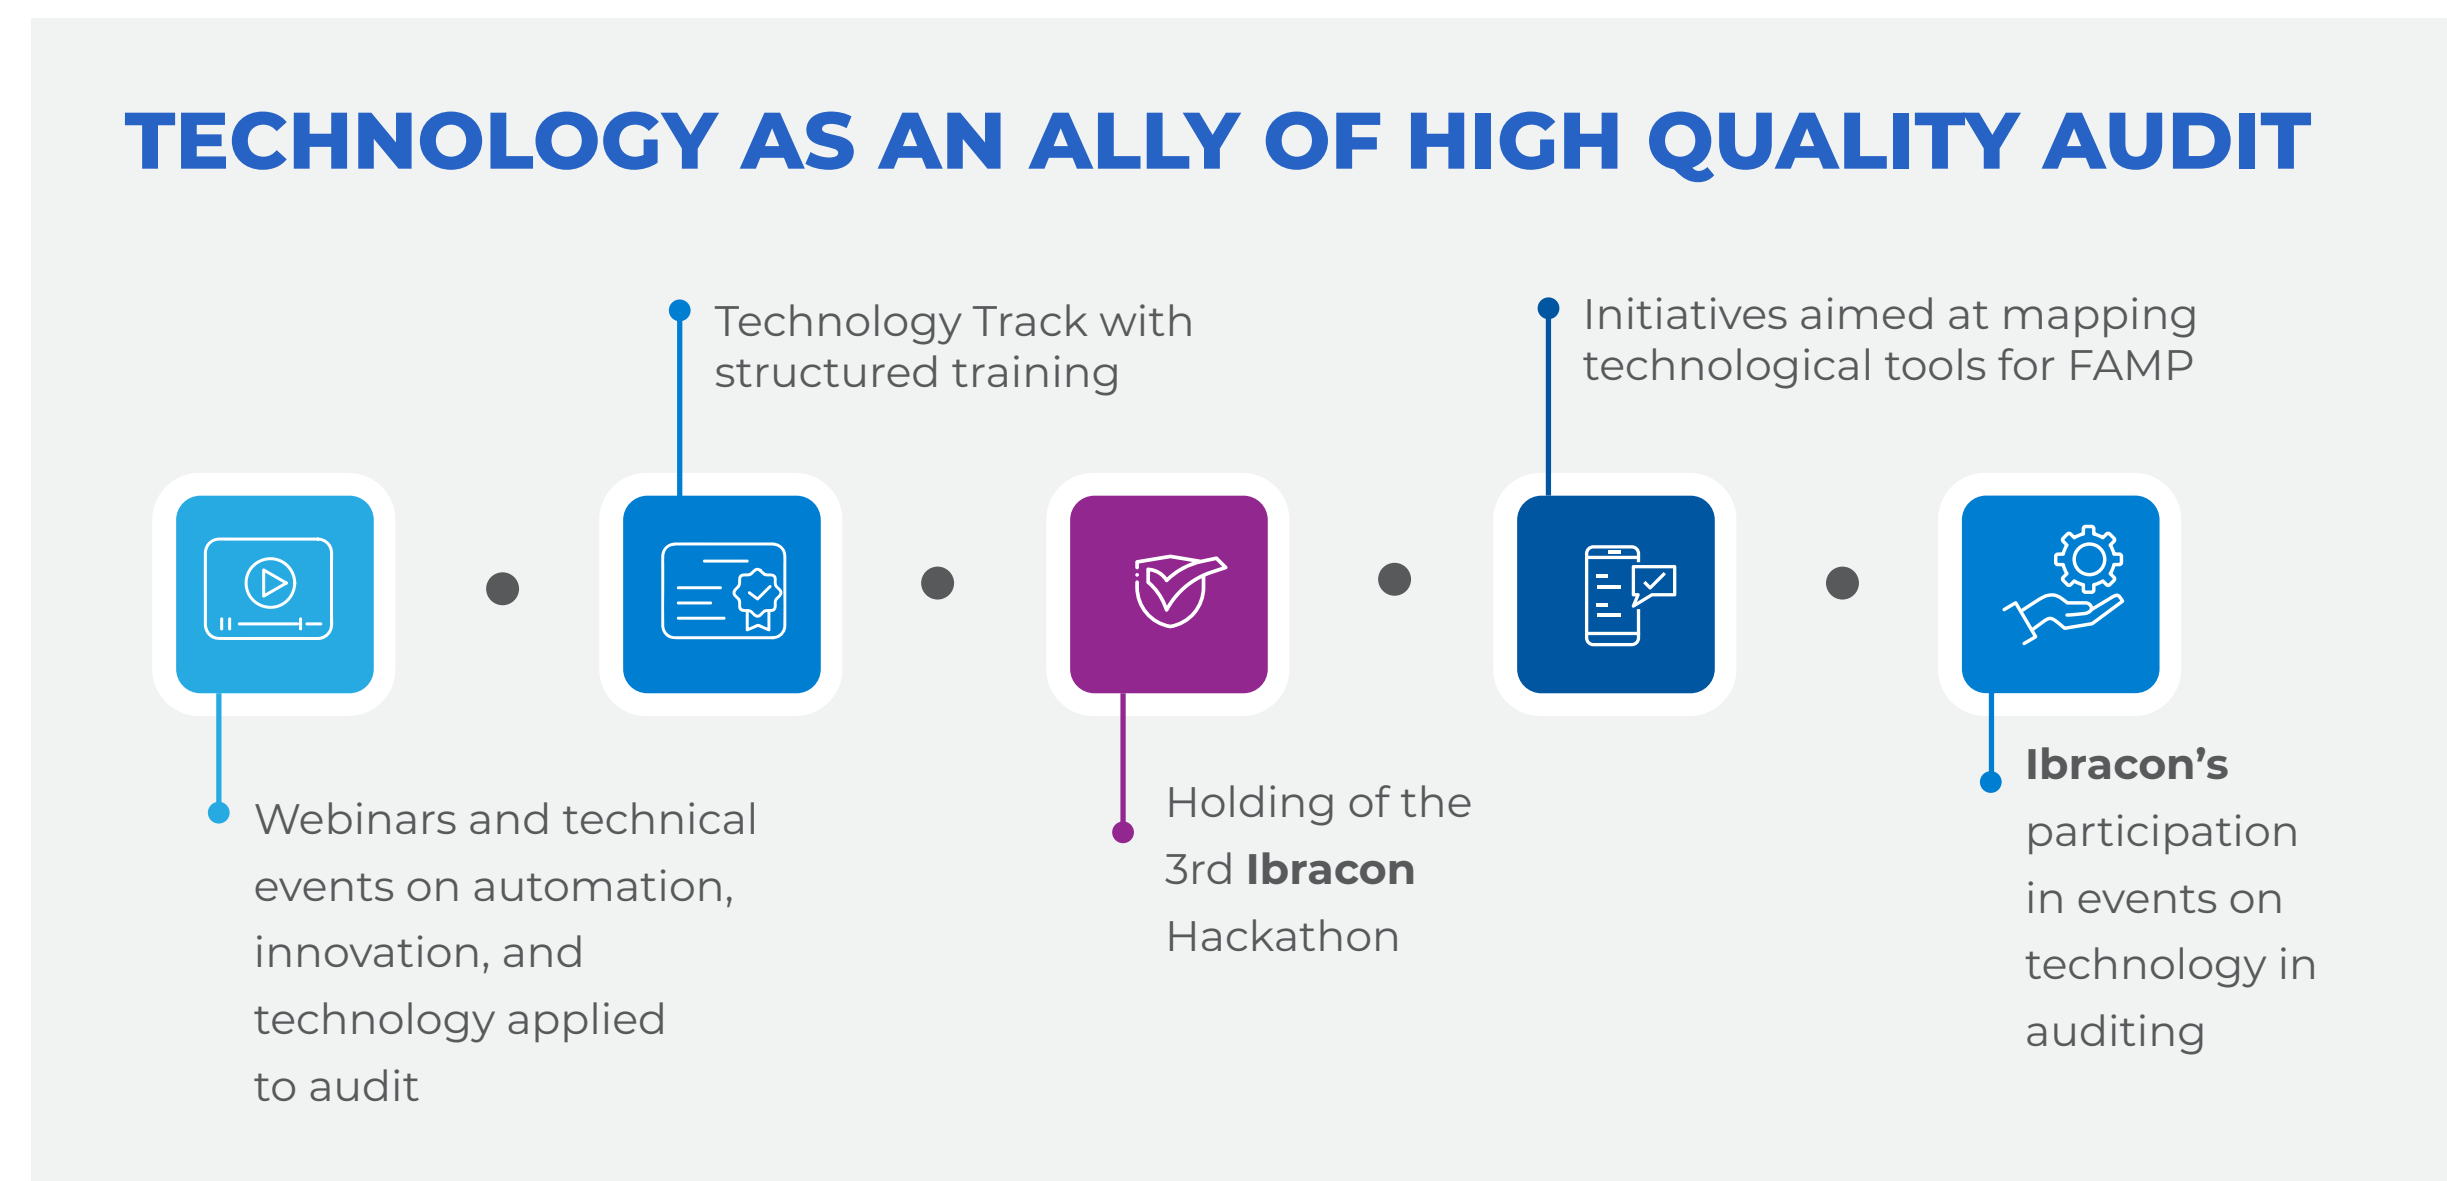 TECHNOLOGY AS AN ALLY OF HIGH QUALITY AUDIT
Webinars and technical
events on automation,
innovation, and
technology applied
to audit
Technology Track with
structured training
Holding of the
3rd Ibracon
Hackathon
Initiatives aimed at mapping
technological tools for FAMP
Ibracon’s
participation
in events on
technology in
auditing